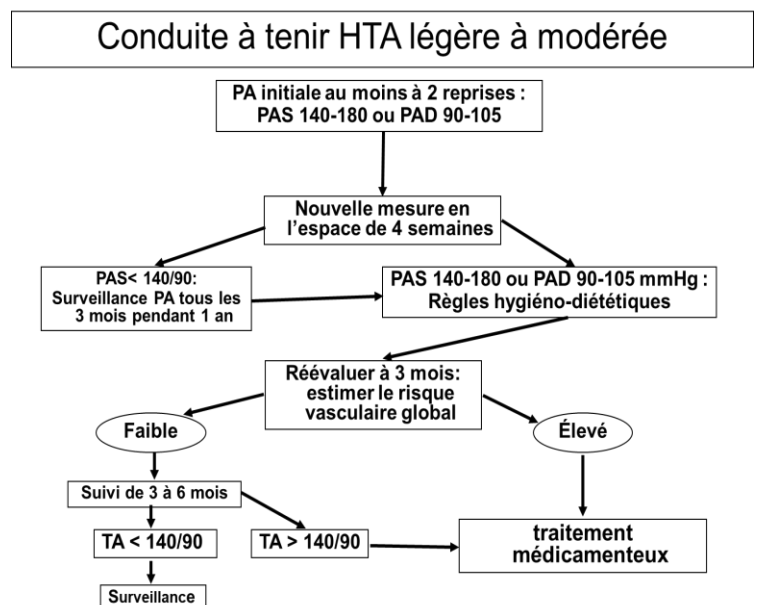 Conduite à tenir HTA légère à modérée
PA initiale au moins à 2 reprises :
PAS 140-180 ou PAD 90-105
Nouvelle mesure en
l'espace de 4 semaines
PAS< 140/90:
Surveillance PA tous les
3 mois pendant 1 an
PAS 140-180 ou PAD 90-105 mmHg :
Règles hygiéno-diététiques
Réévaluer à 3 mois:
estimer le risque
vasculaire global
Faible
Élevé
Suivi de 3 à 6 mois
TA < 140/90
TA > 140/90
traitement
médicamenteux
Surveillance